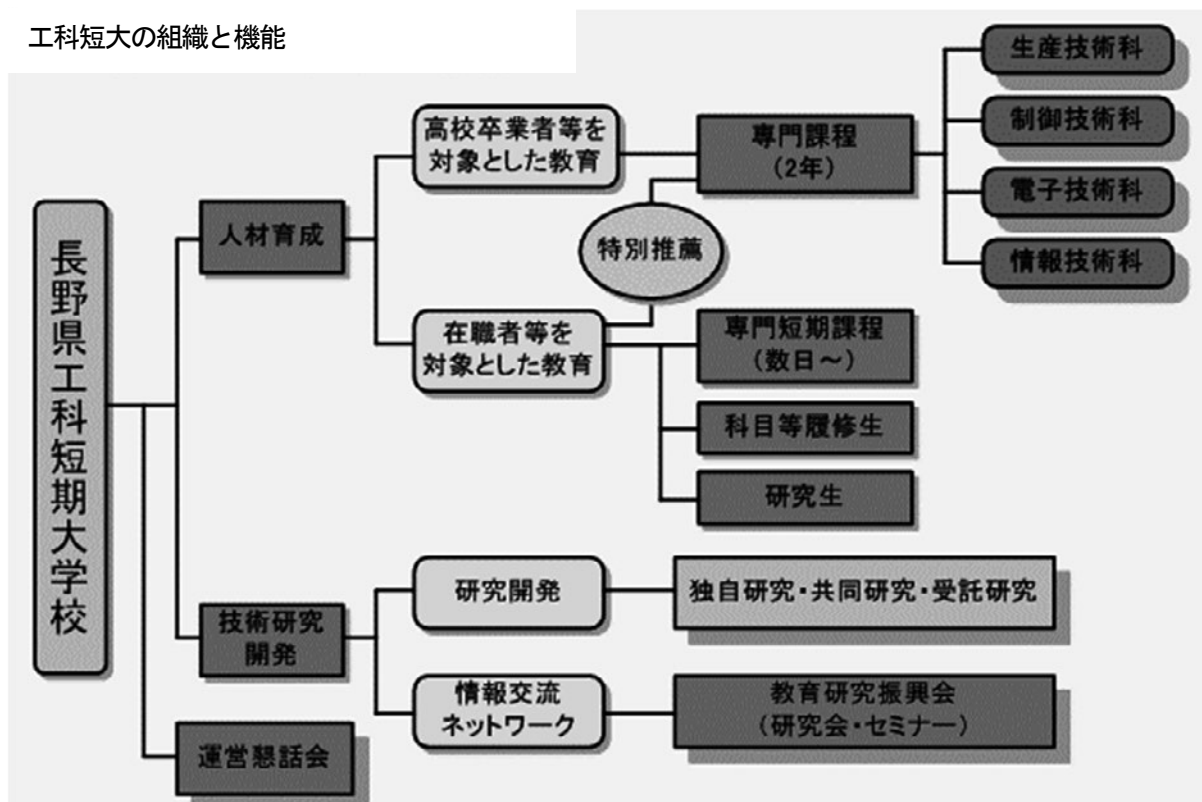 工科短大の組織と機能
長野県工科短期大学校
人材育成
高校卒業者等を
対象とした教育
専門課程
(2年)
生産技術科
制御技術科
電子技術科
情報技術科
特別推薦
在職者等を
対象とした教育
専門短期課程
(数日～)
科目等履修生
研究生
技術研究
開発
研究開発
独自研究・共同研究・受託研究
情報交流
ネットワーク
教育研究振興会
(研究会・セミナー)
運営懇話会